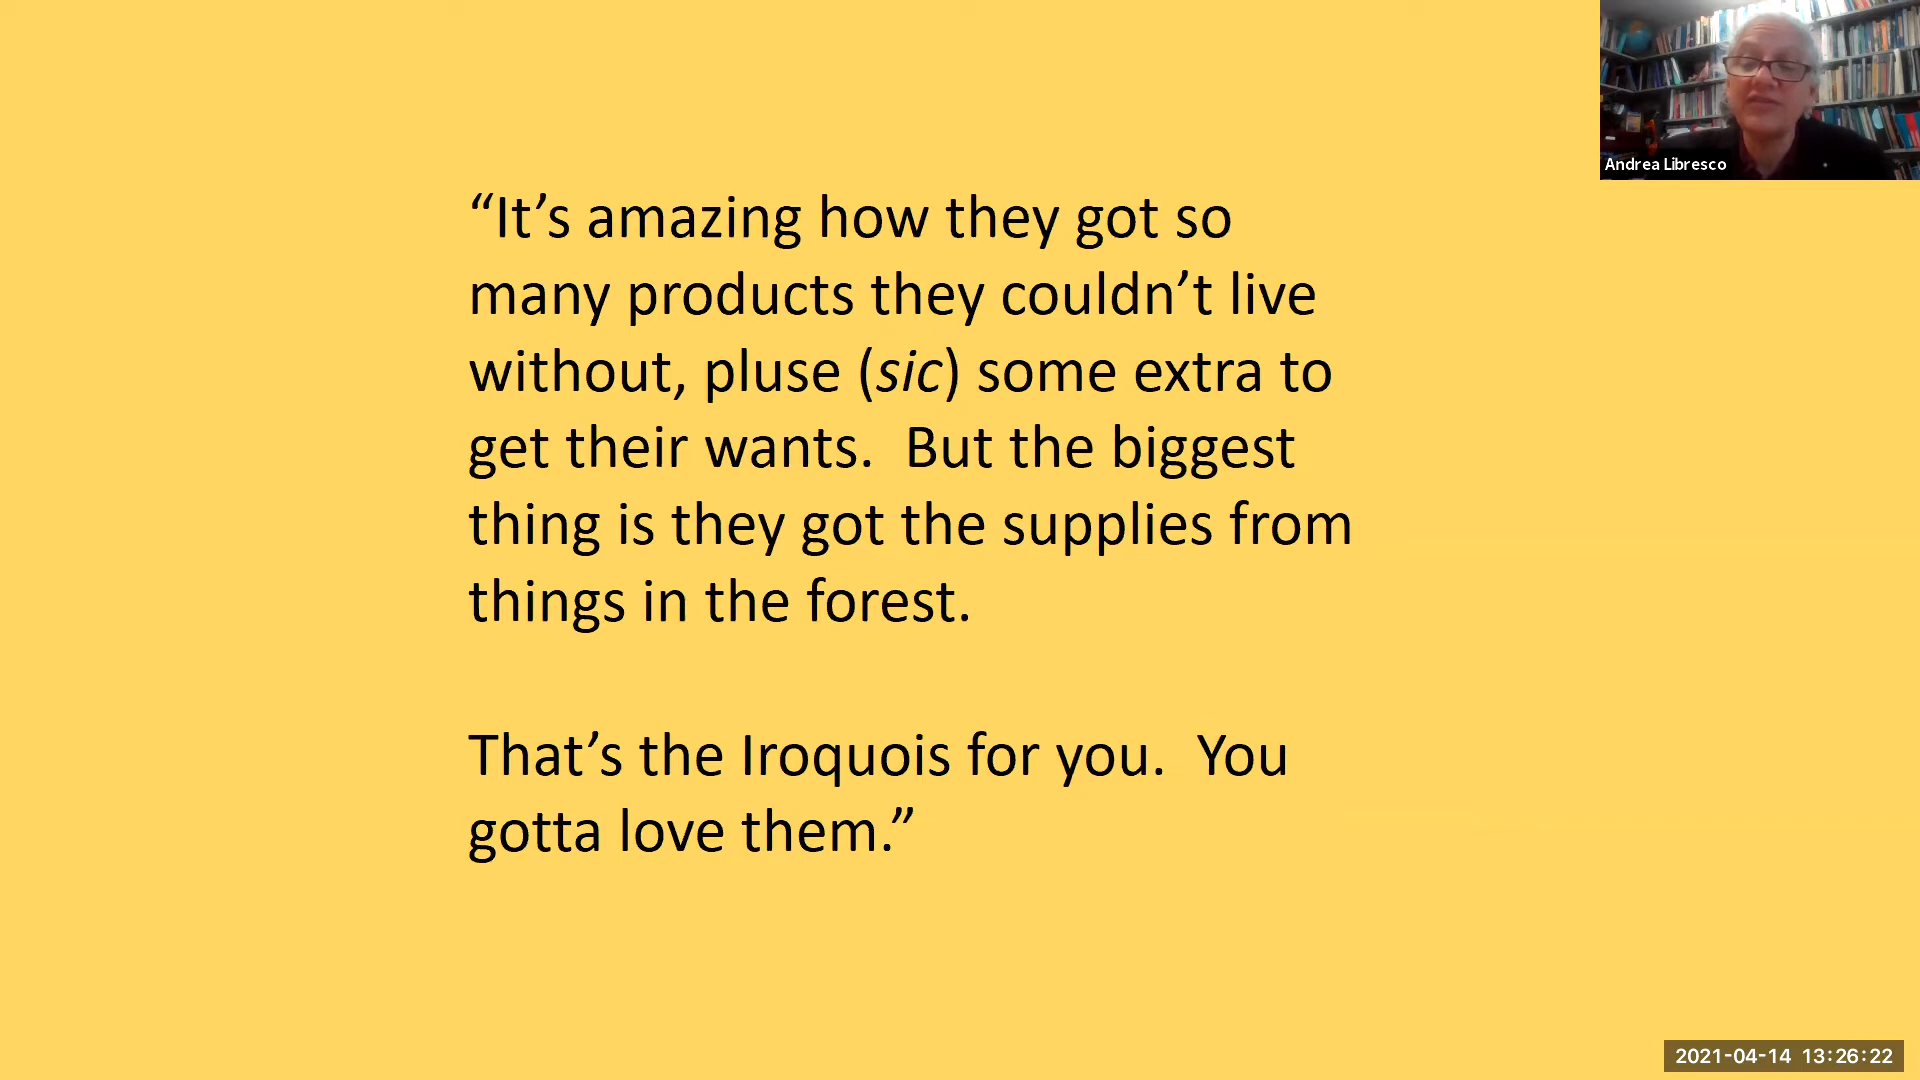 Andrea Libresco
“It’s amazing how they got so
many products they couldn’t live
without, pluse (sic) some extra to
get their wants.  But the biggest
thing is they got the supplies from
things in the forest.
That’s the Iroquois for you.  You
gotta love them.”
2021-04-14 13:26:22